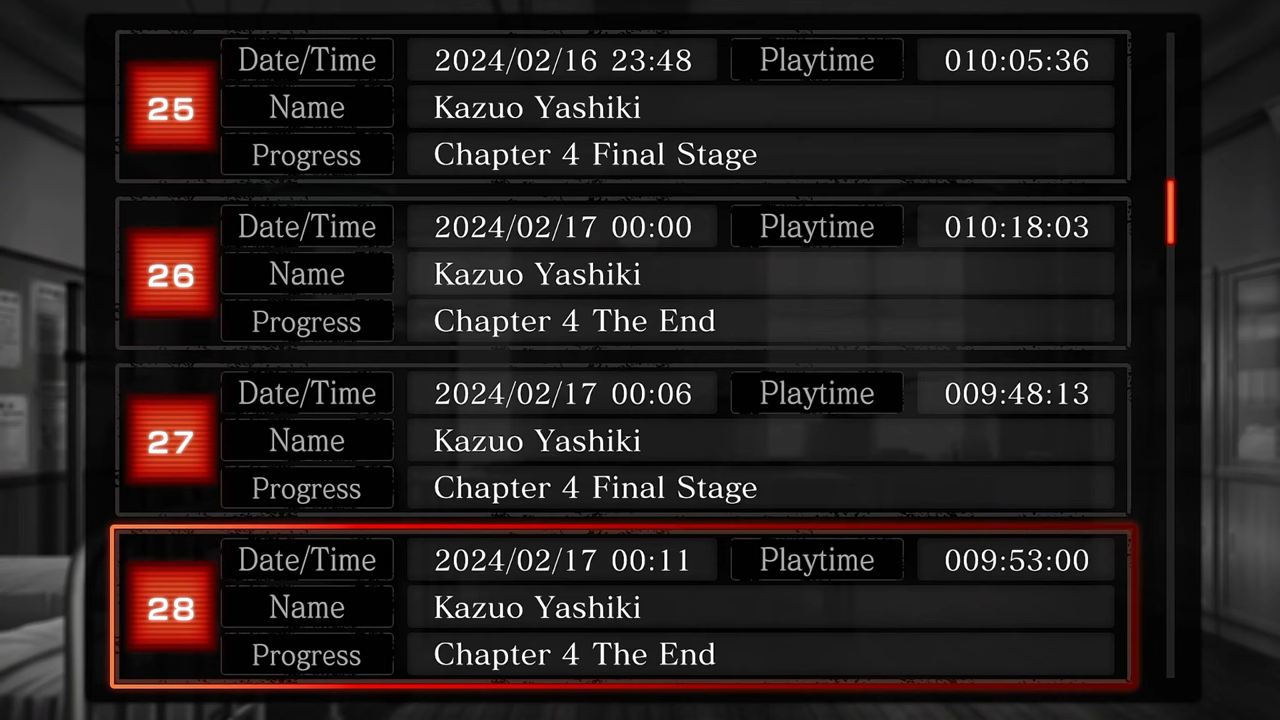 Date/Time 2024/02/16 23:48 Playtime 010:05:36
25
Name Kazuo Yashiki
Progress Chapter 4 Final Stage
Date/Time 2024/02/17 00:00 Playtime 010:18:03
26
Name Kazuo Yashiki
Progress Chapter 4 The End
Date/Time 2024/02/17 00:06 Playtime 009:48:13
27
Name Kazuo Yashiki
Progress Chapter 4 Final Stage
Date/Time 2024/02/17 00:11 Playtime 009:53:00
28
Name Kazuo Yashiki
Progress Chapter 4 The End